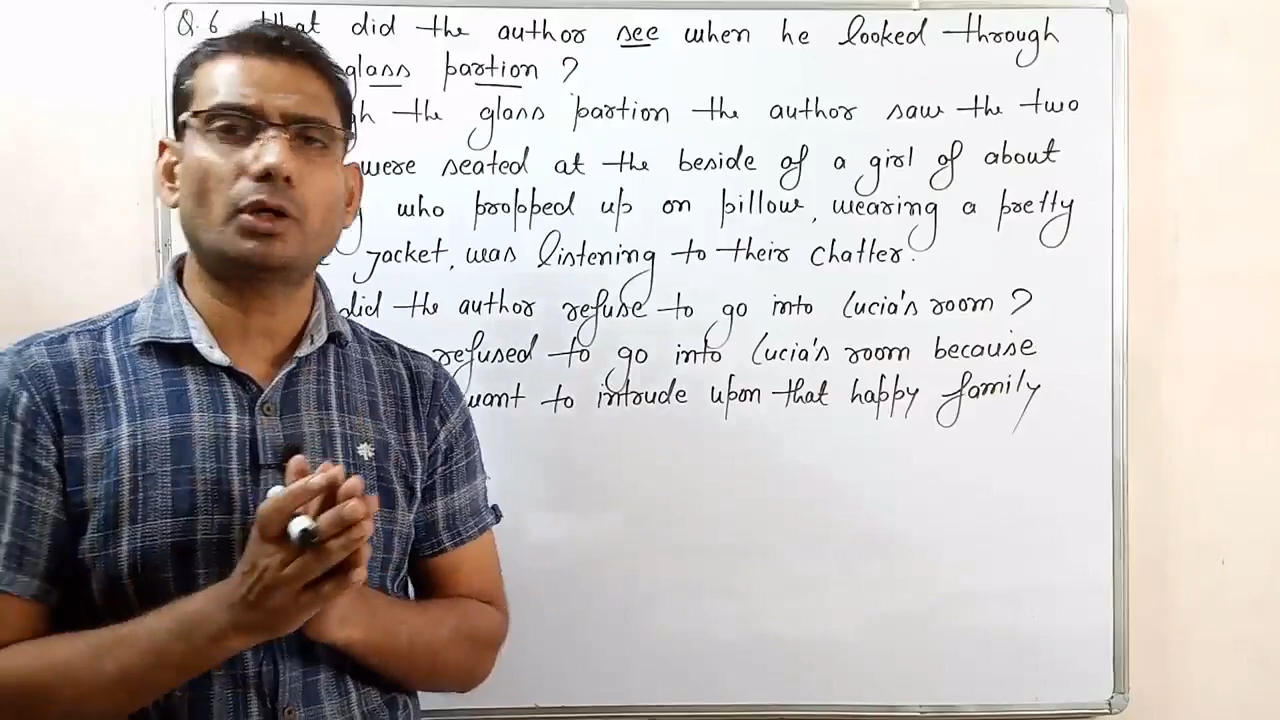 Q.6 What did the author see when he looked through
glass partion ?
the glass partion the author saw the two
were seated at the beside of a girl of about
who propped up on pillow, wearing a pretty
jacket, was listening to their chatter.
did the author refuse to go into Lucia's room ?
refused to go into Lucia's room because
want to intrude upon that happy family